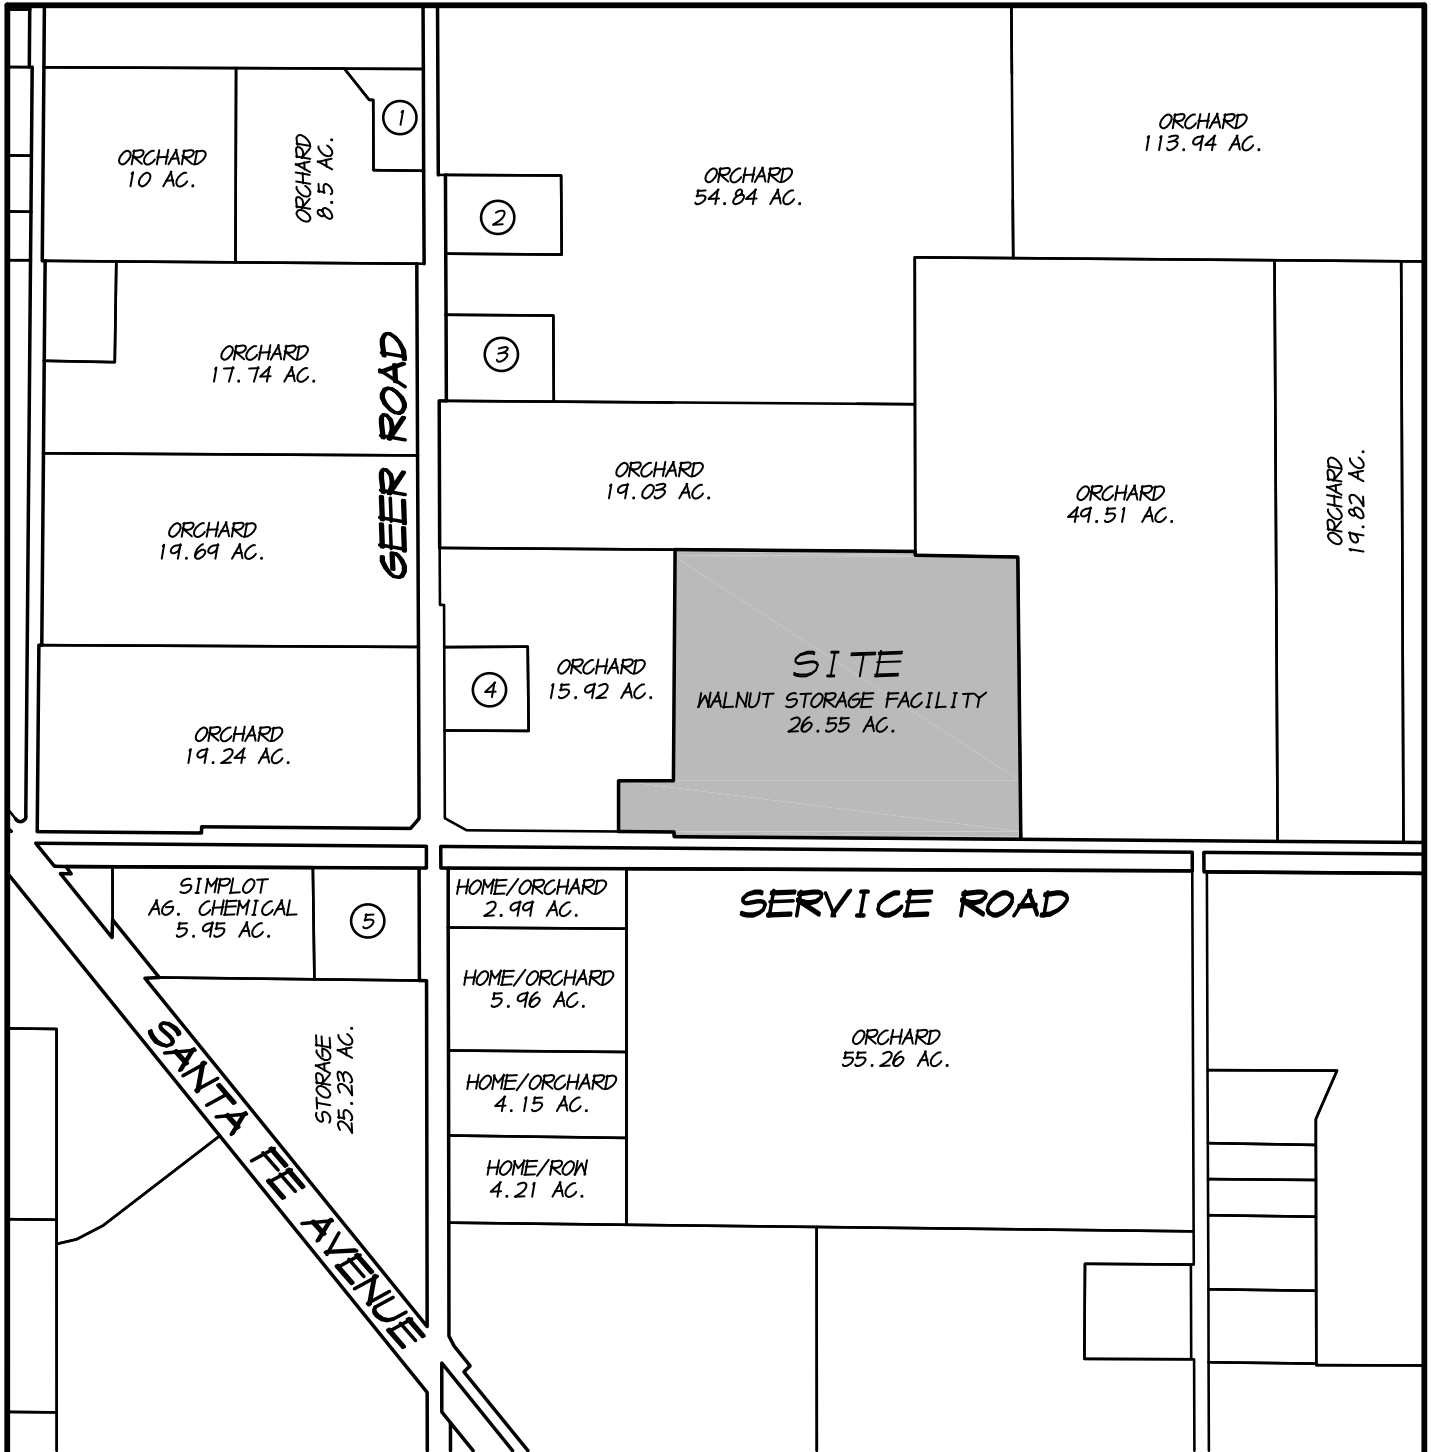 ORCHARD
10 AC.
ORCHARD
8.5 AC.
1
2
ORCHARD
54.84 AC.
ORCHARD
113.94 AC.
ORCHARD
17.74 AC.
3
GEER ROAD
ORCHARD
19.03 AC.
ORCHARD
49.51 AC.
ORCHARD
19.82 AC.
ORCHARD
19.69 AC.
4
ORCHARD
15.92 AC.
SITE
WALNUT STORAGE FACILITY
26.55 AC.
ORCHARD
19.24 AC.
SIMPLOT
AG. CHEMICAL
5.95 AC.
5
HOME/ORCHARD
2.99 AC.
SERVICE ROAD
HOME/ORCHARD
5.96 AC.
STORAGE
25.23 AC.
ORCHARD
55.26 AC.
HOME/ORCHARD
4.15 AC.
HOME/ROW
4.21 AC.
SANTA FE AVENUE